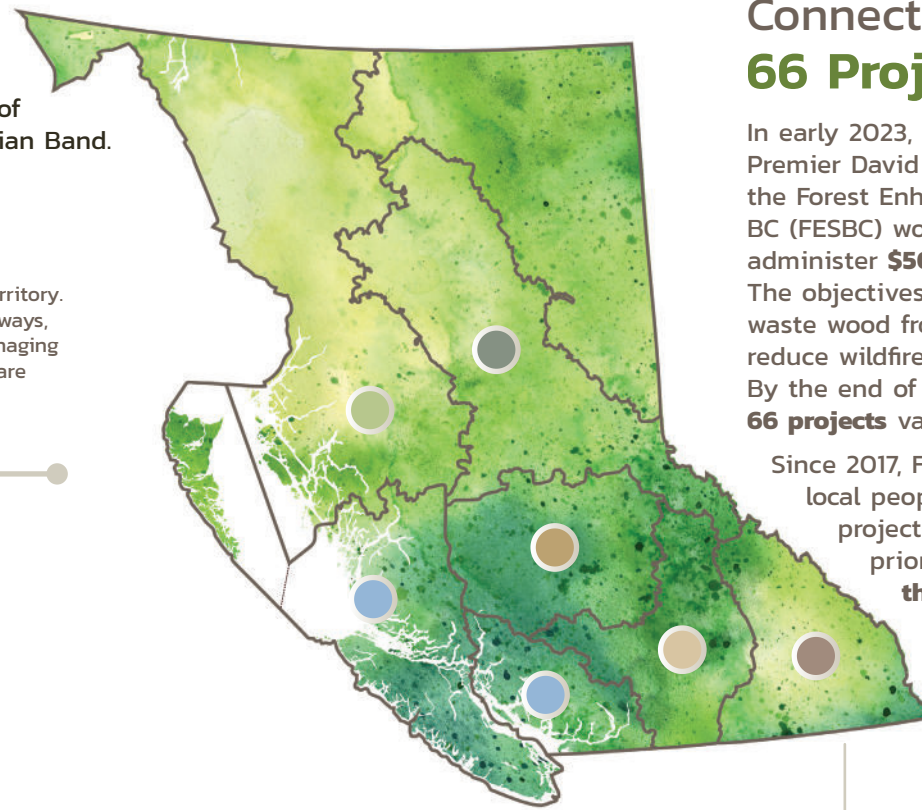 of
ian Band.
rritory.
ways,
naging
are
Connect
66 Proj
In early 2023,
Premier David
the Forest Enh
BC (FESBC) wo
administer $50
The objectives
waste wood fro
reduce wildfire
By the end of
66 projects va
Since 2017, F
local peop
project
prior
th